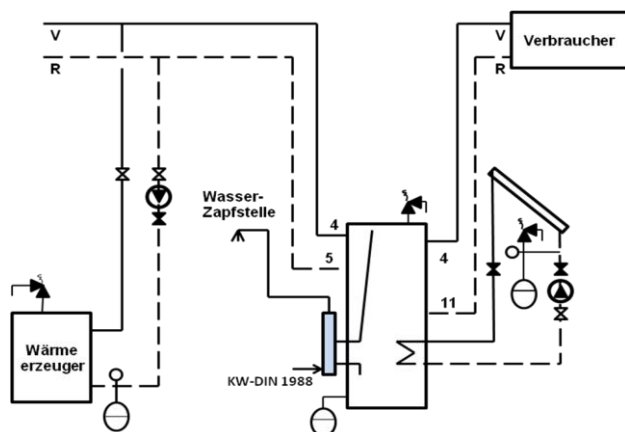 V
R
V
R
Verbraucher
Wasser-
Zapfstelle
4
5
4
11
Wärme
erzeuger
KW-DIN 1988